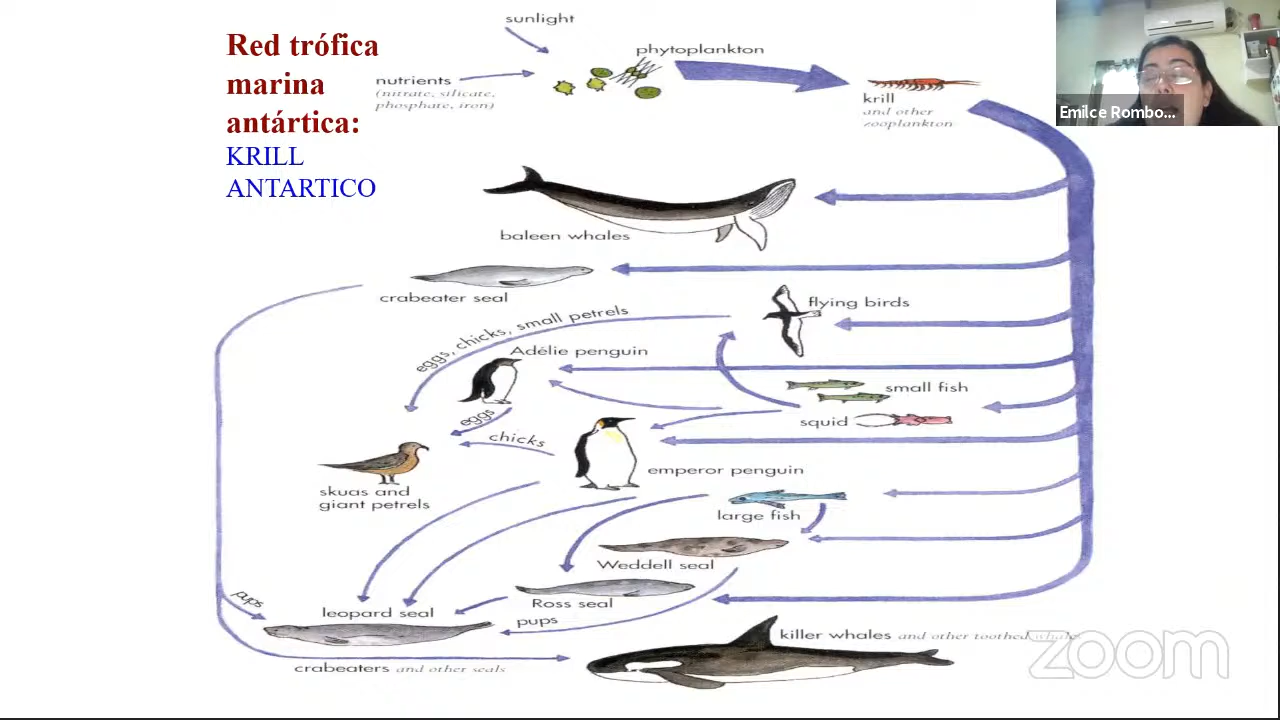 Red trófica
marina
antártica:
KRILL
ANTARTICO
sunlight
phytoplankton
nutrients
(nitrate, silicate,
phosphate, iron)
krill
and other
zooplankton
Emilce Rombo...
baleen whales
crabeater seal
flying birds
eggs, chicks, small petrels
Adélie penguin
small fish
squid
eggs
chicks
emperor penguin
skuas and
giant petrels
large fish
Weddell seal
Ross seal
pups
leopard seal
pups
killer whales and other toothed whales
crabeaters and other seals
zoom